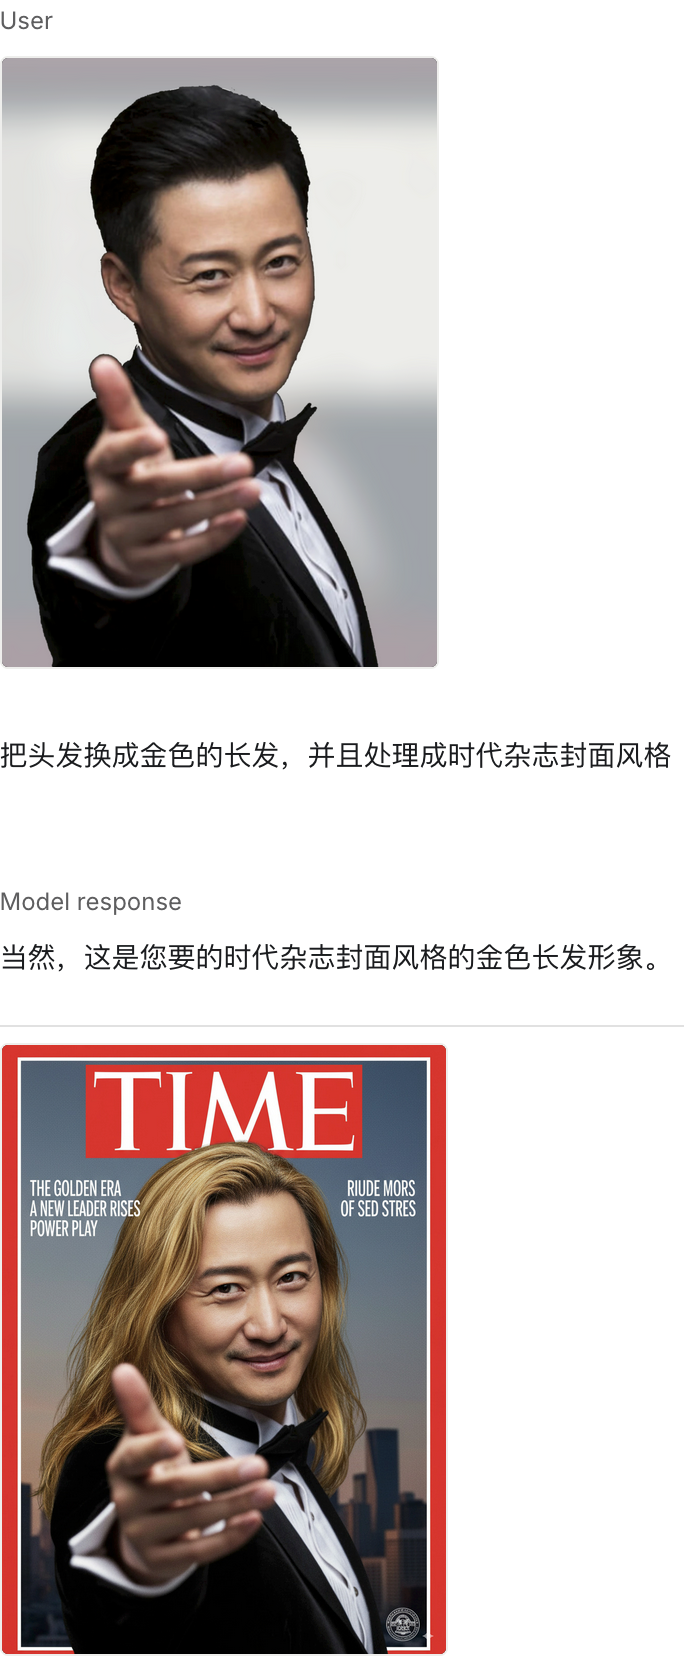 User
把头发换成金色的长发，并且处理成时代杂志封面风格
Model response
当然，这是您要的时代杂志封面风格的金色长发形象。
TIME
THE GOLDEN ERA
A NEW LEADER RISES
POWER PLAY
RIUDE MORS
OF SED STRES